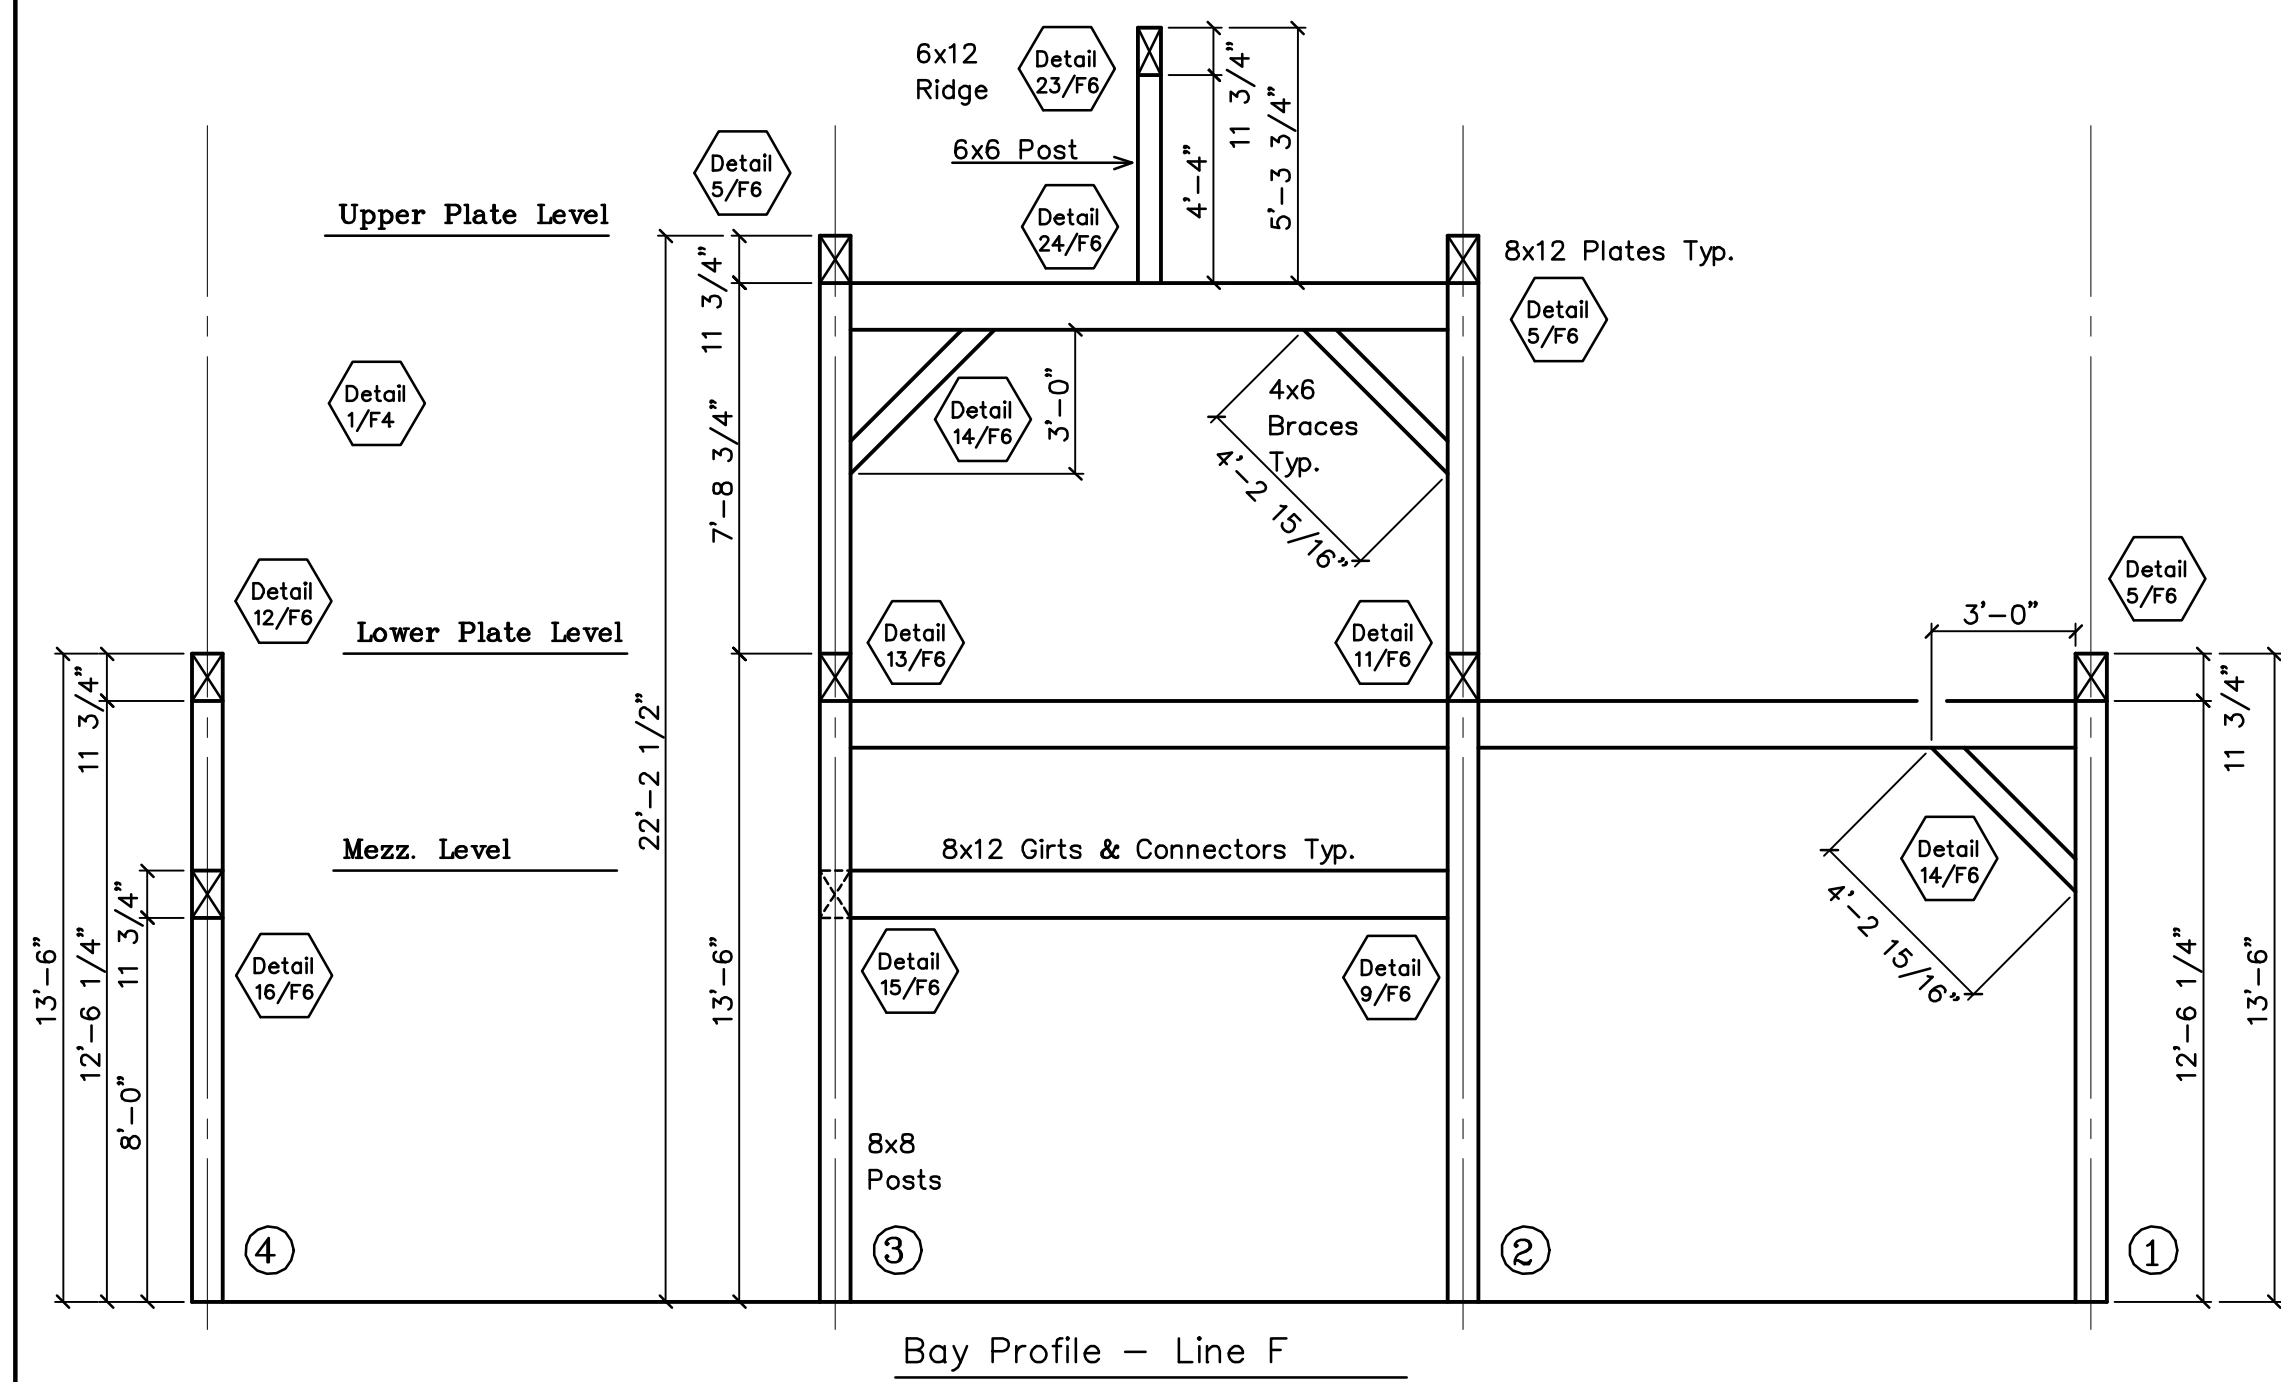 6x12
Ridge
Detail
23/F6
11 3/4"
5'-3 3/4"
4'-4"
6x6 Post
Detail
24/F6
Detail
5/F6
Upper Plate Level
8x12 Plates Typ.
Detail
5/F6
11 3/4"
7'-8 3/4"
22'-2 1/2"
13'-6"
Detail
1/F4
Detail
14/F6
3'-0"
4x6
Braces
Typ.
4'-2 15/16"
Detail
12/F6
Lower Plate Level
Detail
13/F6
Detail
11/F6
3'-0"
Detail
5/F6
11 3/4"
12'-6 1/4"
13'-6"
11 3/4"
12'-6 1/4"
13'-6"
11 3/4"
8'-0"
Mezz. Level
8x12 Girts & Connectors Typ.
Detail
14/F6
4'-2 15/16"
Detail
16/F6
Detail
15/F6
Detail
9/F6
8x8
Posts
4
3
2
1
Bay Profile – Line F